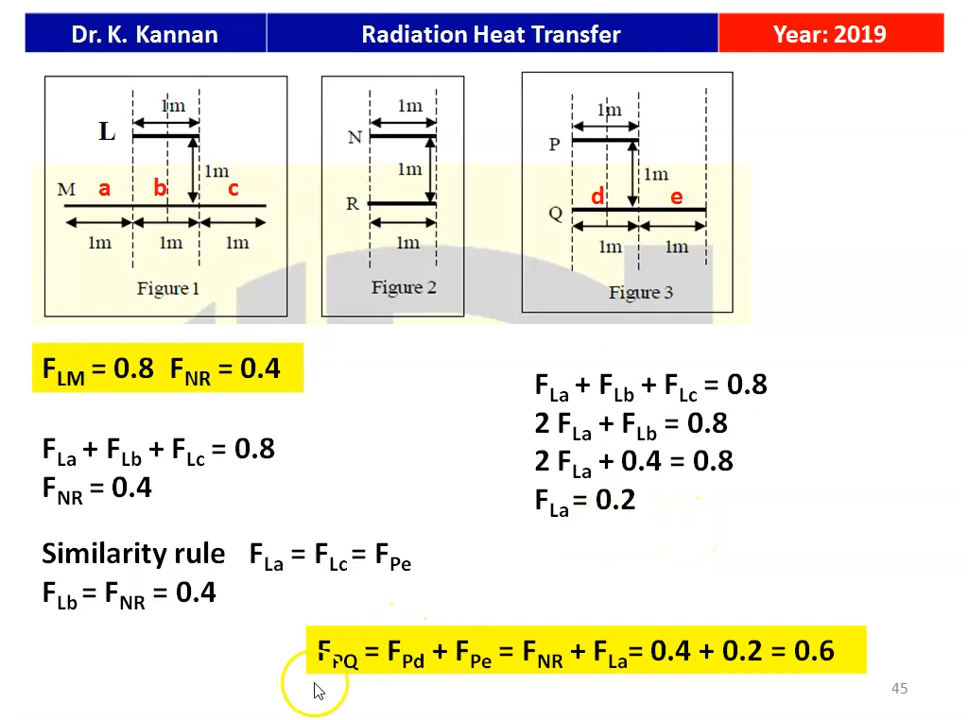 Dr. K. Kannan Radiation Heat Transfer Year: 2019
1m
L
1m
M a b c
1m 1m 1m
Figure 1
1m
N
1m
R
1m
Figure 2
1m
P
1m
Q d e
1m 1m
Figure 3
F_LM = 0.8 F_NR = 0.4
F_La + F_Lb + F_Lc = 0.8
F_NR = 0.4
Similarity rule F_La = F_Lc = F_Pe
F_Lb = F_NR = 0.4
F_La + F_Lb + F_Lc = 0.8
2 F_La + F_Lb = 0.8
2 F_La + 0.4 = 0.8
F_La = 0.2
F_PQ = F_Pd + F_Pe = F_NR + F_La = 0.4 + 0.2 = 0.6
45